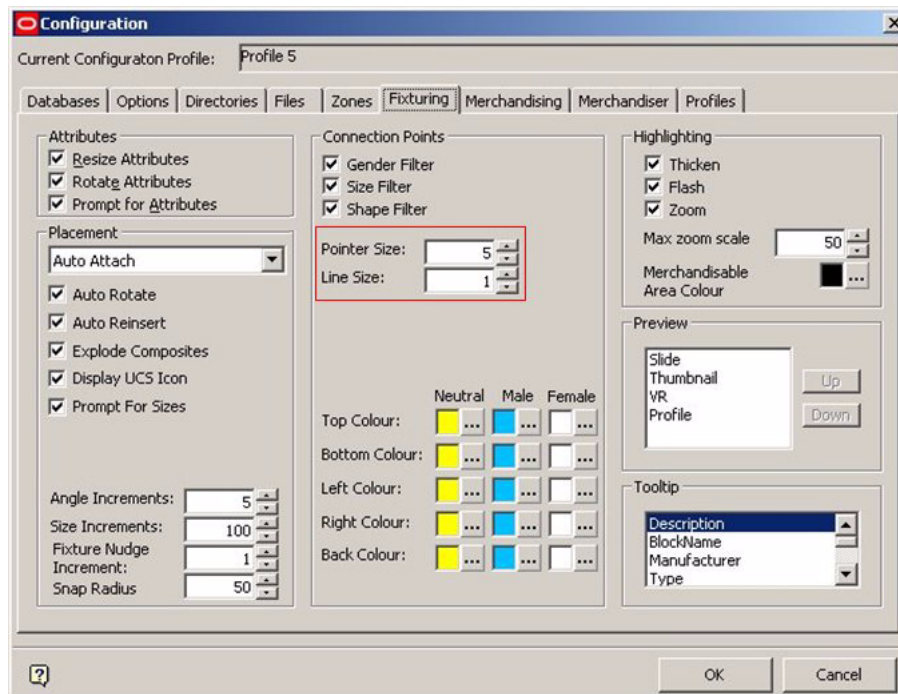 Configuration
Current Configuraton Profile: Profile 5
Databases Options Directories Files Zones Fixturing Merchandising Merchandiser Profiles
Attributes
Resize Attributes
Rotate Attributes
Prompt for Attributes
Placement
Auto Attach
Auto Rotate
Auto Reinsert
Explode Composites
Display UCS Icon
Prompt For Sizes
Angle Increments: 5
Size Increments: 100
Fixture Nudge
Increment: 1
Snap Radius 50
Connection Points
Gender Filter
Size Filter
Shape Filter
Pointer Size: 5
Line Size: 1
Neutral Male Female
Top Colour: ... ... ...
Bottom Colour: ... ... ...
Left Colour: ... ... ...
Right Colour: ... ... ...
Back Colour: ... ... ...
Highlighting
Thicken
Flash
Zoom
Max zoom scale 50
Merchandisable
Area Colour ...
Preview
Slide
Thumbnail
VR
Profile
Up
Down
Tooltip
Description
BlockName
Manufacturer
Type
OK Cancel